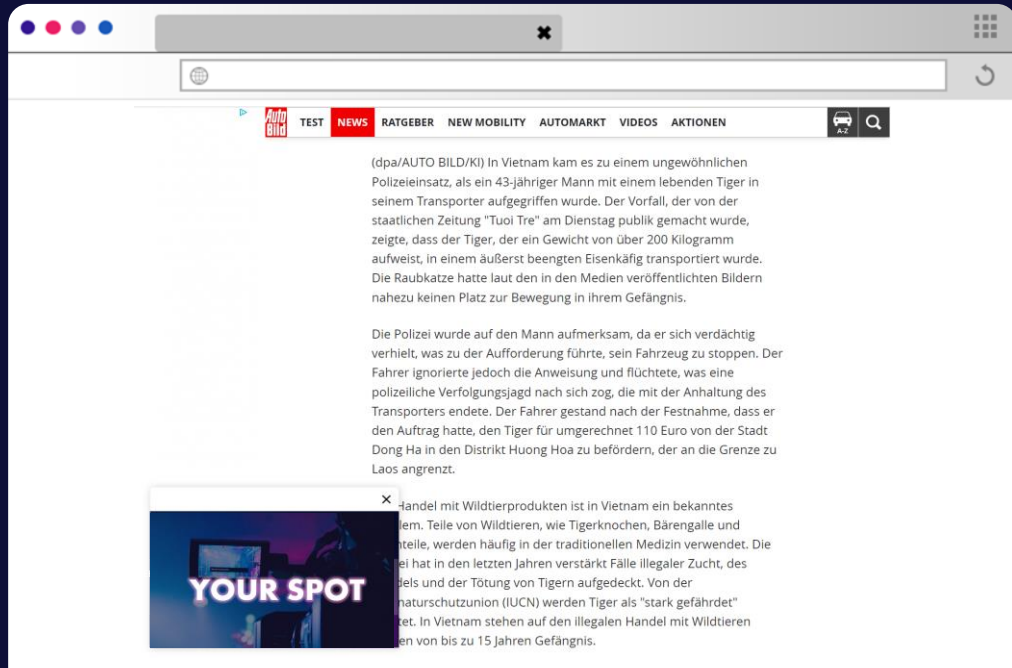 Auto
Bild
TEST NEWS RATGEBER NEW MOBILITY AUTOMARKT VIDEOS AKTIONEN
A-Z
(dpa/AUTO BILD/KI) In Vietnam kam es zu einem ungewöhnlichen
Polizeieinsatz, als ein 43-jähriger Mann mit einem lebenden Tiger in
seinem Transporter aufgegriffen wurde. Der Vorfall, der von der
staatlichen Zeitung "Tuoi Tre" am Dienstag publik gemacht wurde,
zeigte, dass der Tiger, der ein Gewicht von über 200 Kilogramm
aufweist, in einem äußerst beengten Eisenkäfig transportiert wurde.
Die Raubkatze hatte laut den in den Medien veröffentlichten Bildern
nahezu keinen Platz zur Bewegung in ihrem Gefängnis.
Die Polizei wurde auf den Mann aufmerksam, da er sich verdächtig
verhielt, was zu der Aufforderung führte, sein Fahrzeug zu stoppen. Der
Fahrer ignorierte jedoch die Anweisung und flüchtete, was eine
polizeiliche Verfolgungsjagd nach sich zog, die mit der Anhaltung des
Transporters endete. Der Fahrer gestand nach der Festnahme, dass er
den Auftrag hatte, den Tiger für umgerechnet 110 Euro von der Stadt
Dong Ha in den Distrikt Huong Hoa zu befördern, der an die Grenze zu
Laos angrenzt.
Handel mit Wildtierprodukten ist in Vietnam ein bekanntes
lem. Teile von Wildtieren, wie Tigerknochen, Bärengalle und
nteile, werden häufig in der traditionellen Medizin verwendet. Die
ei hat in den letzten Jahren verstärkt Fälle illegaler Zucht, des
dels und der Tötung von Tigern aufgedeckt. Von der
naturschutzunion (IUCN) werden Tiger als "stark gefährdet"
tet. In Vietnam stehen auf den illegalen Handel mit Wildtieren
en von bis zu 15 Jahren Gefängnis.
YOUR SPOT